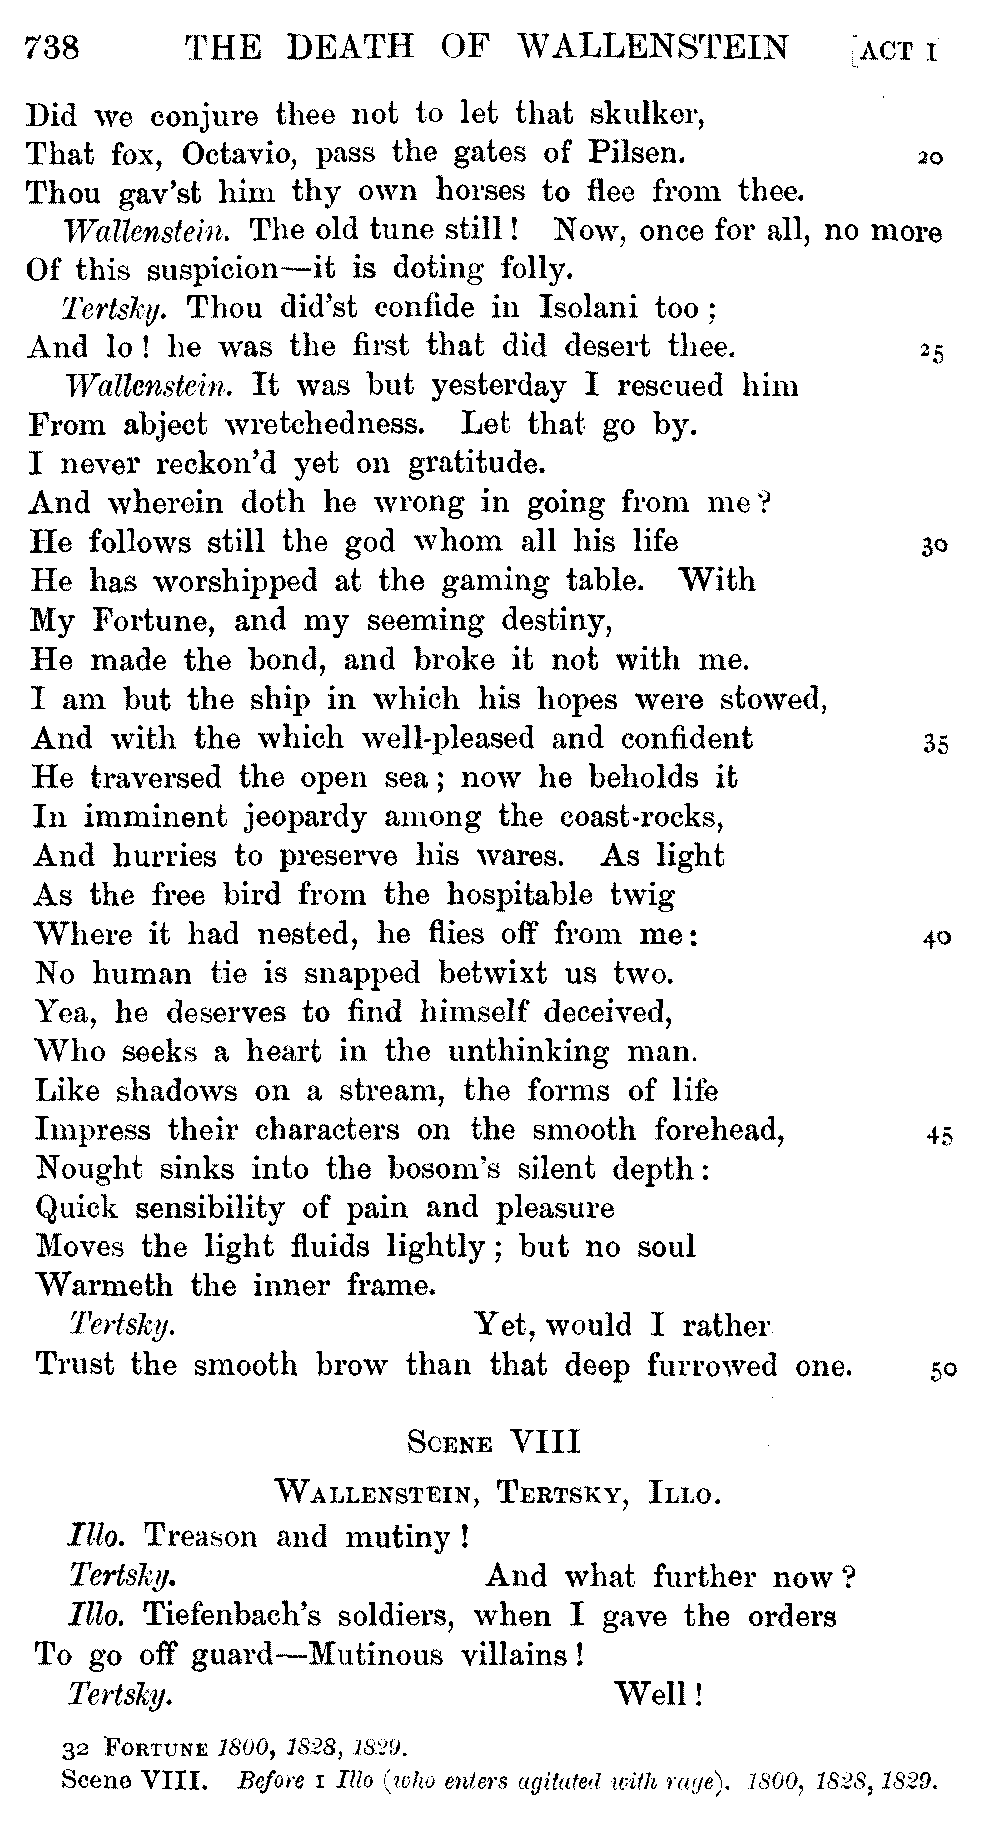 738 THE DEATH OF WALLENSTEIN [ACT I
Did we conjure thee not to let that skulker,
That fox, Octavio, pass the gates of Pilsen. 20
Thou gav'st him thy own horses to flee from thee.
Wallenstein. The old tune still! Now, once for all, no more
Of this suspicion—it is doting folly.
Tertsky. Thou did'st confide in Isolani too;
And lo! he was the first that did desert thee. 25
Wallenstein. It was but yesterday I rescued him
From abject wretchedness. Let that go by.
I never reckon'd yet on gratitude.
And wherein doth he wrong in going from me?
He follows still the god whom all his life 30
He has worshipped at the gaming table. With
My Fortune, and my seeming destiny,
He made the bond, and broke it not with me.
I am but the ship in which his hopes were stowed,
And with the which well-pleased and confident 35
He traversed the open sea; now he beholds it
In imminent jeopardy among the coast-rocks,
And hurries to preserve his wares. As light
As the free bird from the hospitable twig
Where it had nested, he flies off from me: 40
No human tie is snapped betwixt us two.
Yea, he deserves to find himself deceived,
Who seeks a heart in the unthinking man.
Like shadows on a stream, the forms of life
Impress their characters on the smooth forehead, 45
Nought sinks into the bosom's silent depth:
Quick sensibility of pain and pleasure
Moves the light fluids lightly; but no soul
Warmeth the inner frame.
Tertsky. Yet, would I rather
Trust the smooth brow than that deep furrowed one. 50
SCENE VIII
WALLENSTEIN, TERTSKY, ILLO.
Illo. Treason and mutiny!
Tertsky. And what further now?
Illo. Tiefenbach's soldiers, when I gave the orders
To go off guard—Mutinous villains!
Tertsky. Well!
32 FORTUNE 1800, 1828, 1829.
Scene VIII. Before 1 Illo (who enters agitated with rage). 1800, 1828, 1829.